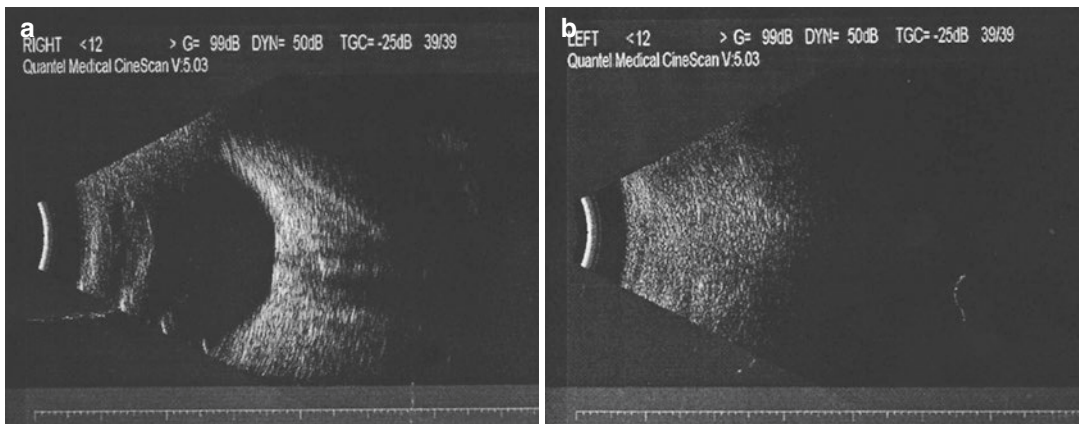 a
RIGHT <12 > G= 99dB DYN= 50dB TGC= -25dB 39/39
Quantel Medical CineScan V:5.03
b
LEFT <12 > G= 99dB DYN= 50dB TGC= -25dB 39/39
Quantel Medical CineScan V:5.03